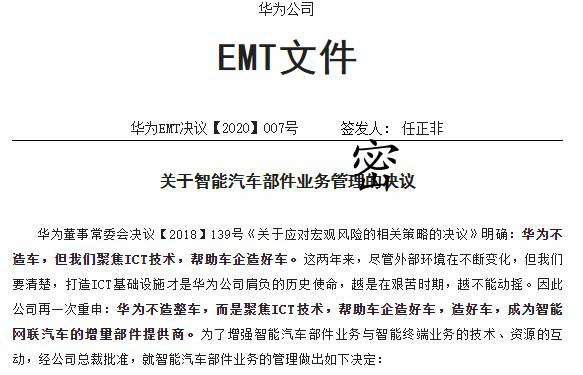 华为公司
EMT文件
华为EMT决议【2020】007号 签发人： 任正非
密
关于智能汽车部件业务管理的决议
华为董事常委会决议【2018】139号《关于应对宏观风险的相关策略的决议》明确：华为不
造车，但我们聚焦ICT技术，帮助车企造好车。这两年来，尽管外部环境在不断变化，但我们
要清楚，打造ICT基础设施才是华为公司肩负的历史使命，越是在艰苦时期，越不能动摇。因此
公司再一次重申：华为不造整车，而是聚焦ICT技术，帮助车企造好车，造好车，成为智能
网联汽车的增量部件提供商。为了增强智能汽车部件业务与智能终端业务的技术、资源的互
动，经公司总裁批准，就智能汽车部件业务的管理做出如下决定：